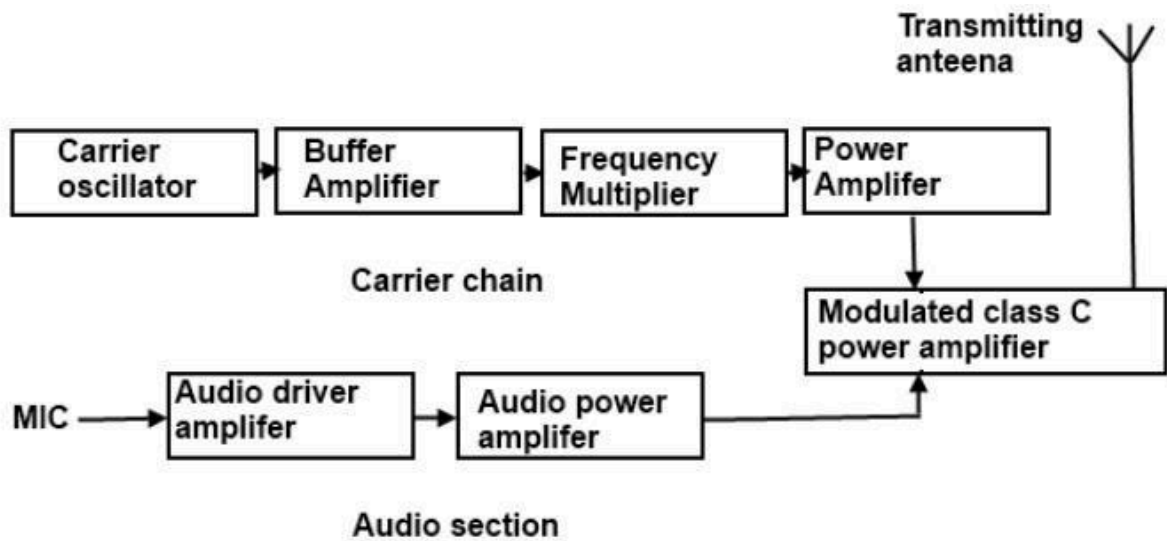 Transmitting
anteena
Carrier
oscillator
Buffer
Amplifier
Frequency
Multiplier
Power
Amplifer
Carrier chain
Modulated class C
power amplifier
MIC
Audio driver
amplifer
Audio power
amplifer
Audio section